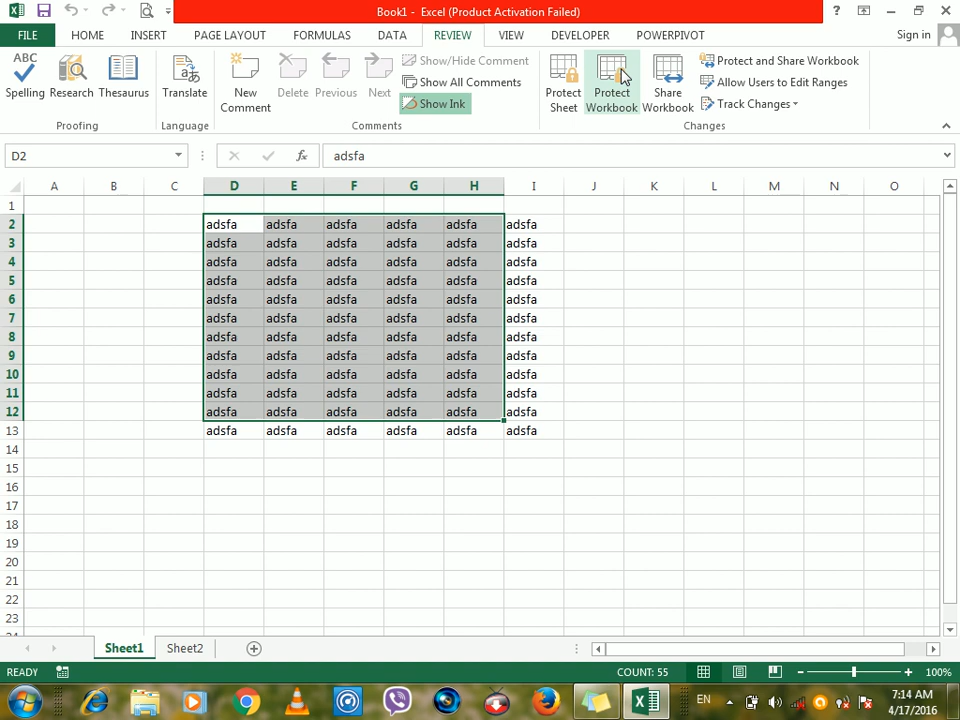 Book1 - Excel (Product Activation Failed)
FILE HOME INSERT PAGE LAYOUT FORMULAS DATA REVIEW VIEW DEVELOPER POWERPIVOT Sign in
ABC
Spelling Research Thesaurus Translate New Comment Delete Previous Next Show/Hide Comment
Show All Comments
Show Ink
Protect Sheet Protect Workbook Share Workbook Protect and Share Workbook
Allow Users to Edit Ranges
Track Changes
Proofing Language Comments Changes
D2 fx adsfa
A B C D E F G H I J K L M N O
1
2 adsfa adsfa adsfa adsfa adsfa adsfa
3 adsfa adsfa adsfa adsfa adsfa adsfa
4 adsfa adsfa adsfa adsfa adsfa adsfa
5 adsfa adsfa adsfa adsfa adsfa adsfa
6 adsfa adsfa adsfa adsfa adsfa adsfa
7 adsfa adsfa adsfa adsfa adsfa adsfa
8 adsfa adsfa adsfa adsfa adsfa adsfa
9 adsfa adsfa adsfa adsfa adsfa adsfa
10 adsfa adsfa adsfa adsfa adsfa adsfa
11 adsfa adsfa adsfa adsfa adsfa adsfa
12 adsfa adsfa adsfa adsfa adsfa adsfa
13 adsfa adsfa adsfa adsfa adsfa adsfa
14
15
16
17
18
19
20
21
22
23
Sheet1 Sheet2
READY COUNT: 55 100%
EN 7:14 AM
4/17/2016